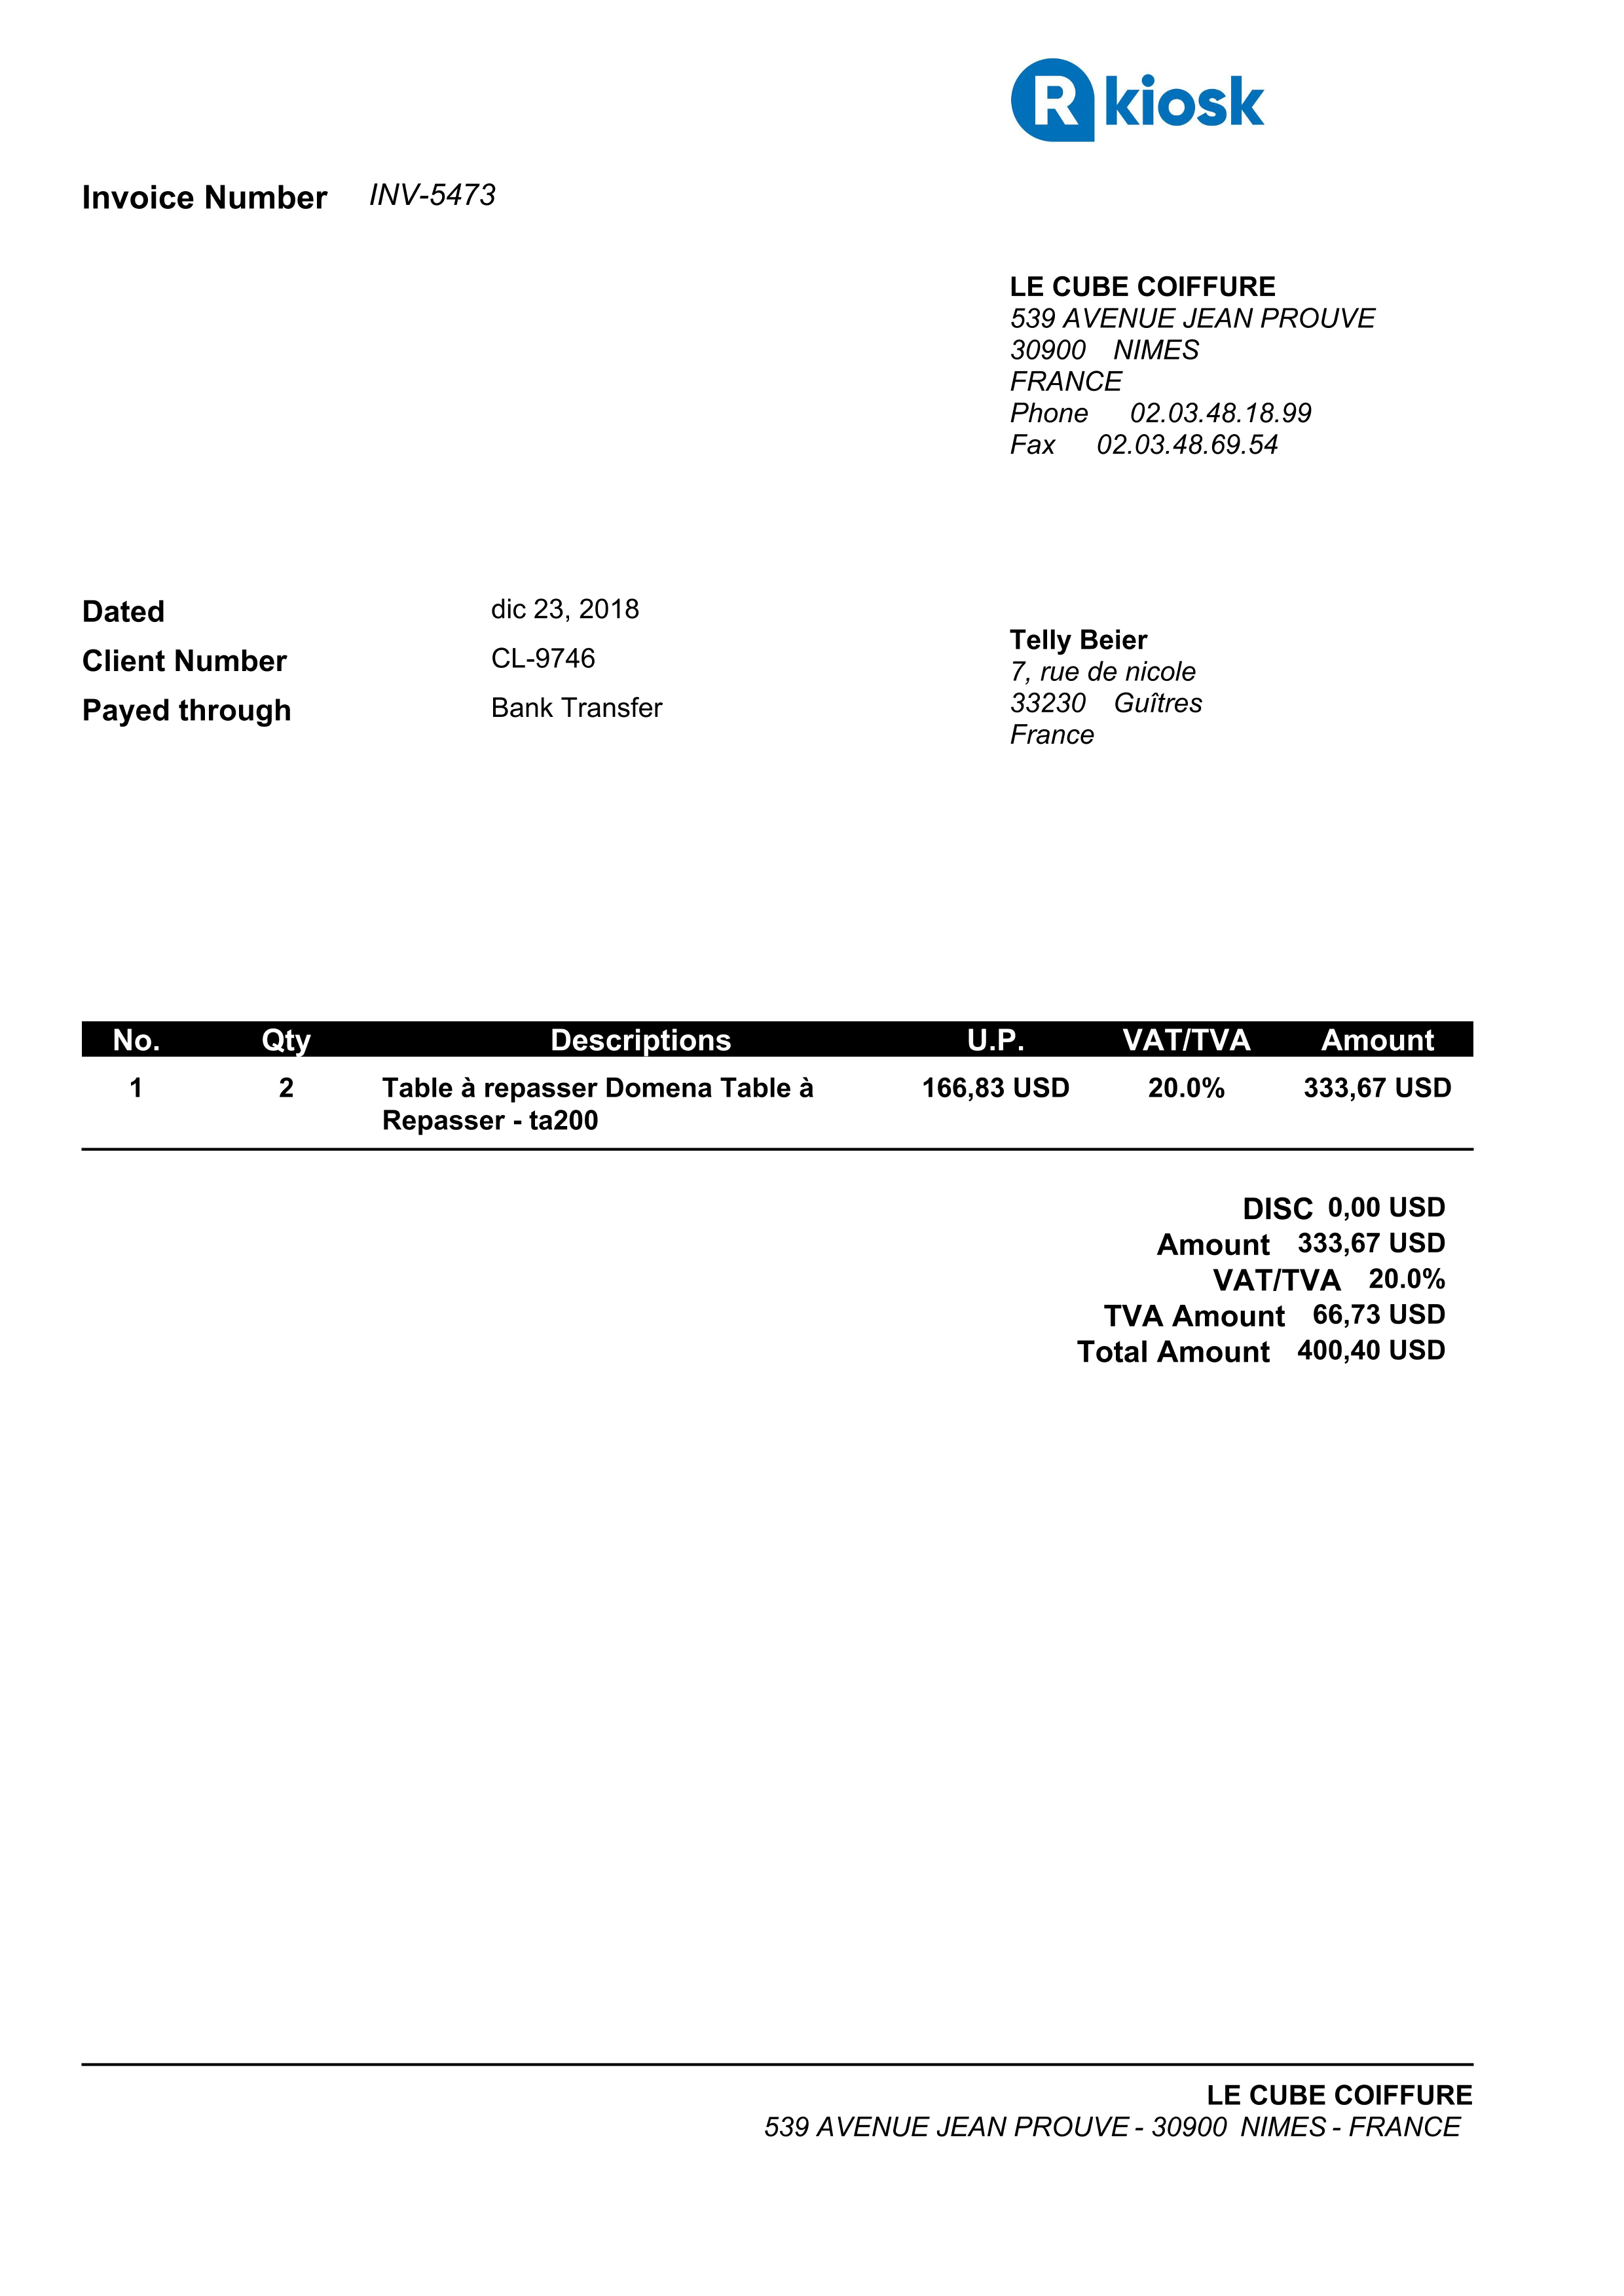 R kiosk
Invoice Number INV-5473
LE CUBE COIFFURE
539 AVENUE JEAN PROUVE
30900 NIMES
FRANCE
Phone 02.03.48.18.99
Fax 02.03.48.69.54
Dated dic 23, 2018
Client Number CL-9746
Payed through Bank Transfer
Telly Beier
7, rue de nicole
33230 Guîtres
France
No. Qty Descriptions U.P. VAT/TVA Amount
1 2 Table à repasser Domena Table à 166,83 USD 20.0% 333,67 USD
Repasser - ta200
DISC 0,00 USD
Amount 333,67 USD
VAT/TVA 20.0%
TVA Amount 66,73 USD
Total Amount 400,40 USD
LE CUBE COIFFURE
539 AVENUE JEAN PROUVE - 30900 NIMES - FRANCE